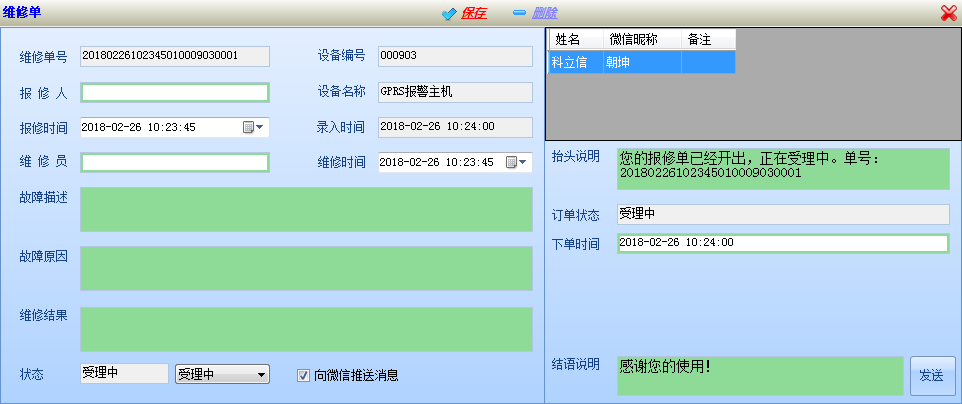 维修单 保存 删除
维修单号 20180226102345010009030001 设备编号 000903
报 修 人 设备名称 GPRS报警主机
报修时间 2018-02-26 10:23:45 录入时间 2018-02-26 10:24:00
维 修 员 维修时间 2018-02-26 10:23:45
故障描述
故障原因
维修结果
状态 受理中 受理中 向微信推送消息
姓名 微信昵称 备注
科立信 朝坤
抬头说明 您的报修单已经开出，正在受理中。单号：
20180226102345010009030001
订单状态 受理中
下单时间 2018-02-26 10:24:00
结语说明 感谢您的使用！ 发送